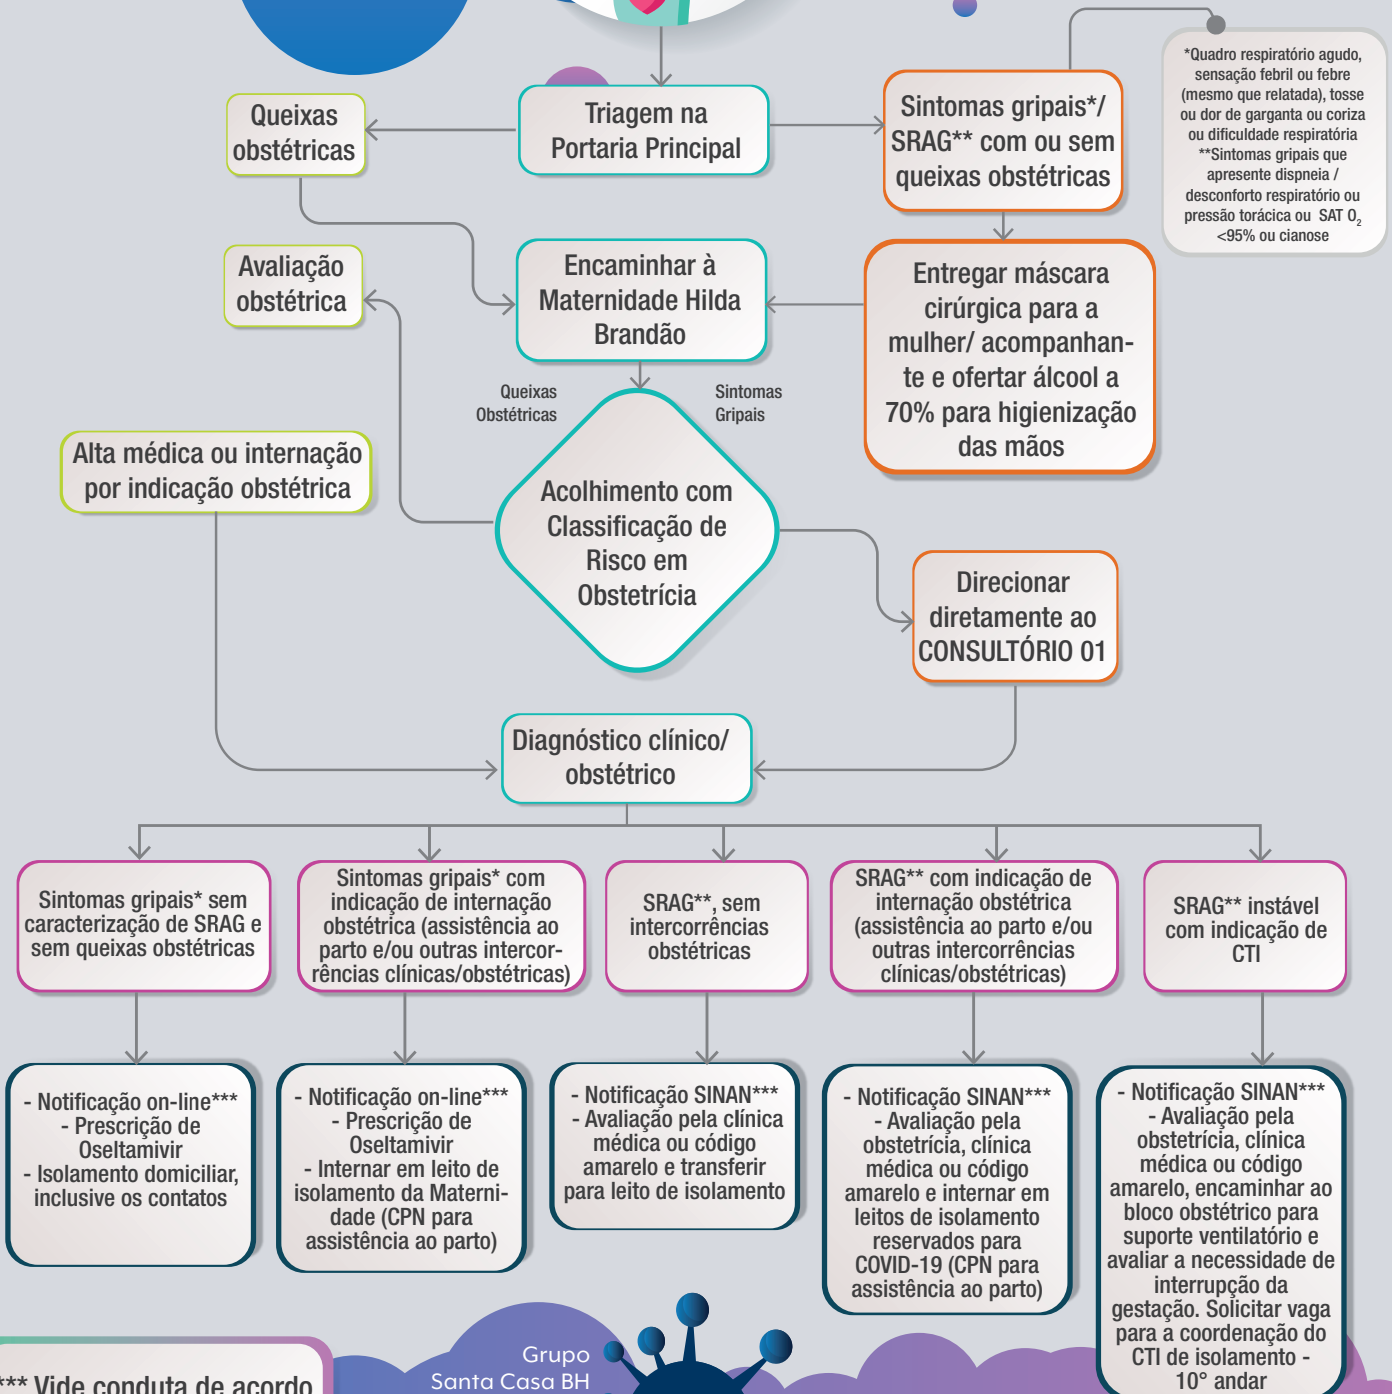 *Quadro respiratório agudo,
sensação febril ou febre
(mesmo que relatada), tosse
ou dor de garganta ou coriza
ou dificuldade respiratória
**Sintomas gripais que
apresente dispneia /
desconforto respiratório ou
pressão torácica ou SAT O₂
<95% ou cianose
Queixas
obstétricas
Triagem na
Portaria Principal
Sintomas gripais*/
SRAG** com ou sem
queixas obstétricas
Avaliação
obstétrica
Encaminhar à
Maternidade Hilda
Brandão
Entregar máscara
cirúrgica para a
mulher/ acompanhan-
te e ofertar álcool a
70% para higienização
das mãos
Queixas
Obstétricas
Sintomas
Gripais
Alta médica ou internação
por indicação obstétrica
Acolhimento com
Classificação de
Risco em
Obstetrícia
Direcionar
diretamente ao
CONSULTÓRIO 01
Diagnóstico clínico/
obstétrico
Sintomas gripais* sem
caracterização de SRAG e
sem queixas obstétricas
Sintomas gripais* com
indicação de internação
obstétrica (assistência ao
parto e/ou outras intercor-
rências clínicas/obstétricas)
SRAG**, sem
intercorrências
obstétricas
SRAG** com indicação de
internação obstétrica
(assistência ao parto e/ou
outras intercorrências
clínicas/obstétricas)
SRAG** instável
com indicação de
CTI
- Notificação on-line***
- Prescrição de
Oseltamivir
- Isolamento domiciliar,
inclusive os contatos
- Notificação on-line***
- Prescrição de
Oseltamivir
- Internar em leito de
isolamento da Materni-
dade (CPN para
assistência ao parto)
- Notificação SINAN***
- Avaliação pela clínica
médica ou código
amarelo e transferir
para leito de isolamento
- Notificação SINAN***
- Avaliação pela
obstetrícia, clínica
médica ou código
amarelo e internar em
leitos de isolamento
reservados para
COVID-19 (CPN para
assistência ao parto)
- Notificação SINAN***
- Avaliação pela
obstetrícia, clínica
médica ou código
amarelo, encaminhar ao
bloco obstétrico para
suporte ventilatório e
avaliar a necessidade de
interrupção da
gestação. Solicitar vaga
para a coordenação do
CTI de isolamento -
10° andar
*** Vide conduta de acordo
Grupo
Santa Casa BH